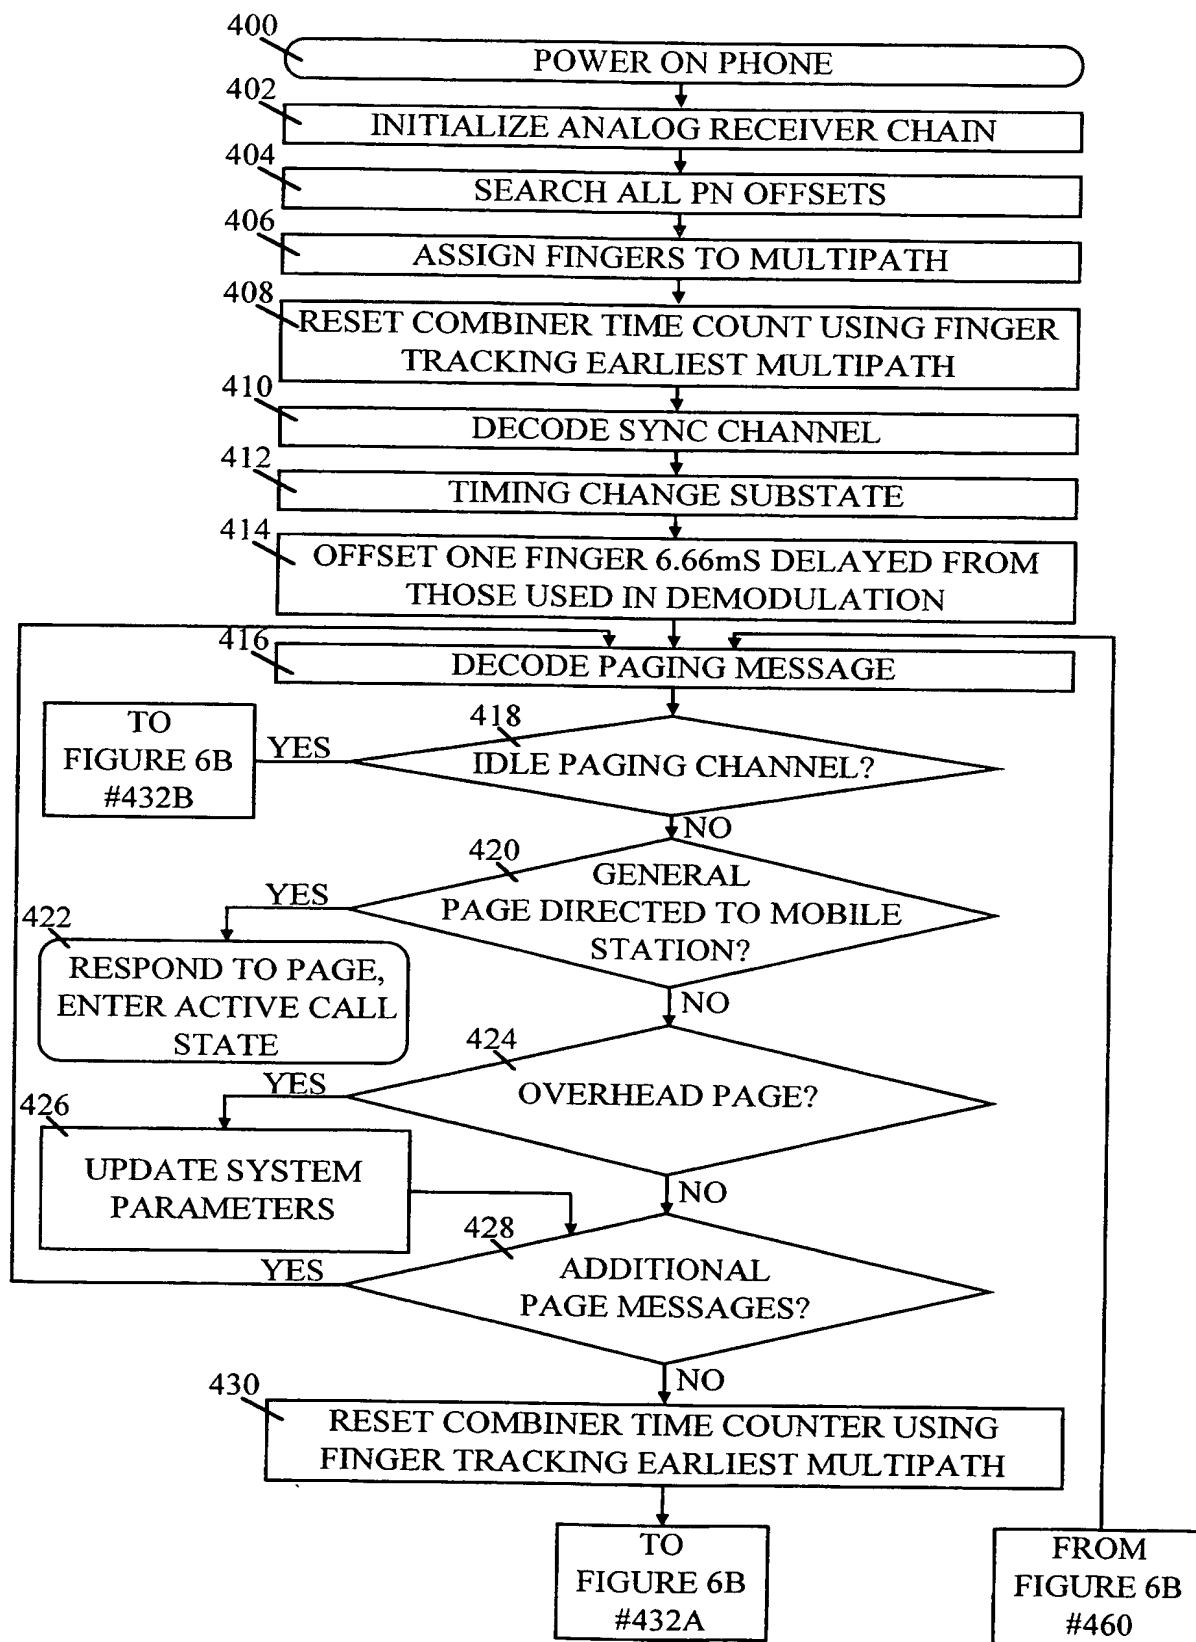 400
POWER ON PHONE
402
INITIALIZE ANALOG RECEIVER CHAIN
404
SEARCH ALL PN OFFSETS
406
ASSIGN FINGERS TO MULTIPATH
408
RESET COMBINER TIME COUNT USING FINGER
TRACKING EARLIEST MULTIPATH
410
DECODE SYNC CHANNEL
412
TIMING CHANGE SUBSTATE
414
OFFSET ONE FINGER 6.66mS DELAYED FROM
THOSE USED IN DEMODULATION
416
DECODE PAGING MESSAGE
TO
FIGURE 6B
#432B
YES
418
IDLE PAGING CHANNEL?
NO
420
GENERAL
PAGE DIRECTED TO MOBILE
STATION?
YES
422
RESPOND TO PAGE,
ENTER ACTIVE CALL
STATE
NO
424
OVERHEAD PAGE?
YES
426
UPDATE SYSTEM
PARAMETERS
NO
428
ADDITIONAL
PAGE MESSAGES?
YES
NO
430
RESET COMBINER TIME COUNTER USING
FINGER TRACKING EARLIEST MULTIPATH
TO
FIGURE 6B
#432A
FROM
FIGURE 6B
#460